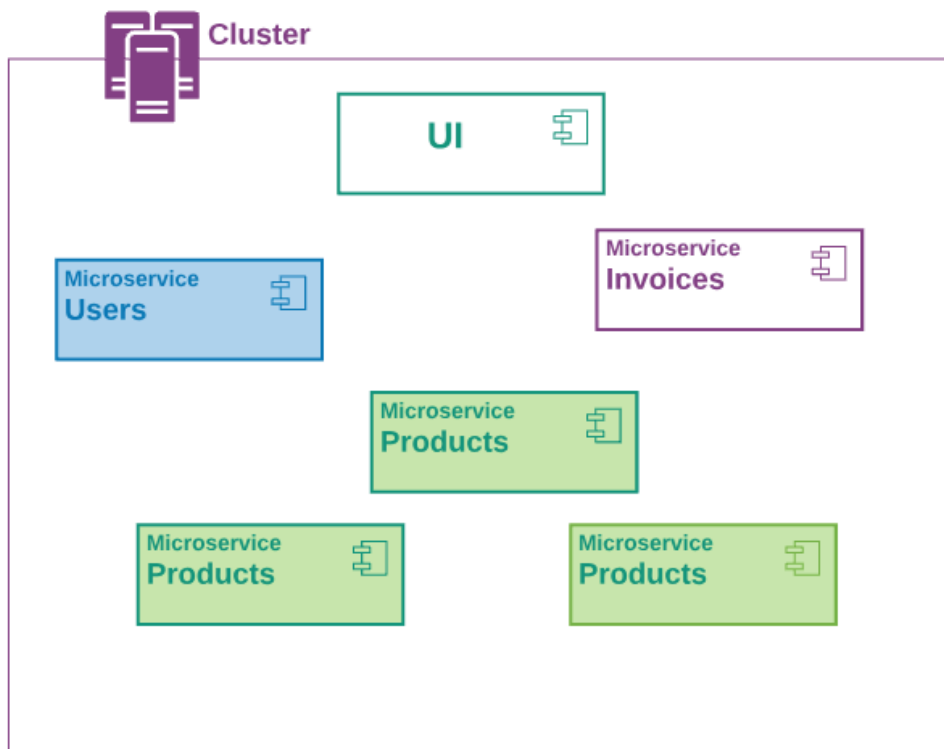 Cluster
UI
Microservice
Users
Microservice
Invoices
Microservice
Products
Microservice
Products
Microservice
Products